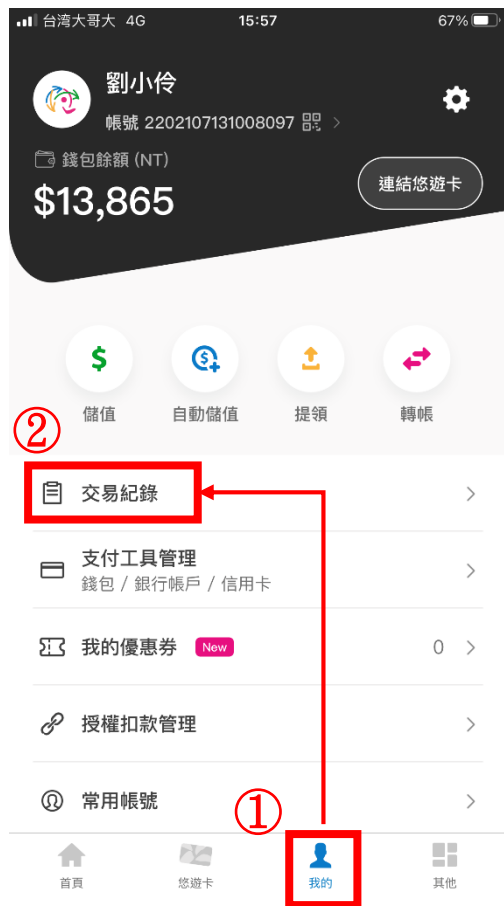 台湾大哥大 4G 15:57 67%
劉小伶
帳號 2202107131008097
錢包餘額 (NT)
$13,865
連結悠遊卡
儲值 自動儲值 提領 轉帳
②
交易紀錄
支付工具管理
錢包 / 銀行帳戶 / 信用卡
我的優惠券 New 0
授權扣款管理
常用帳號
①
首頁 悠遊卡 我的 其他